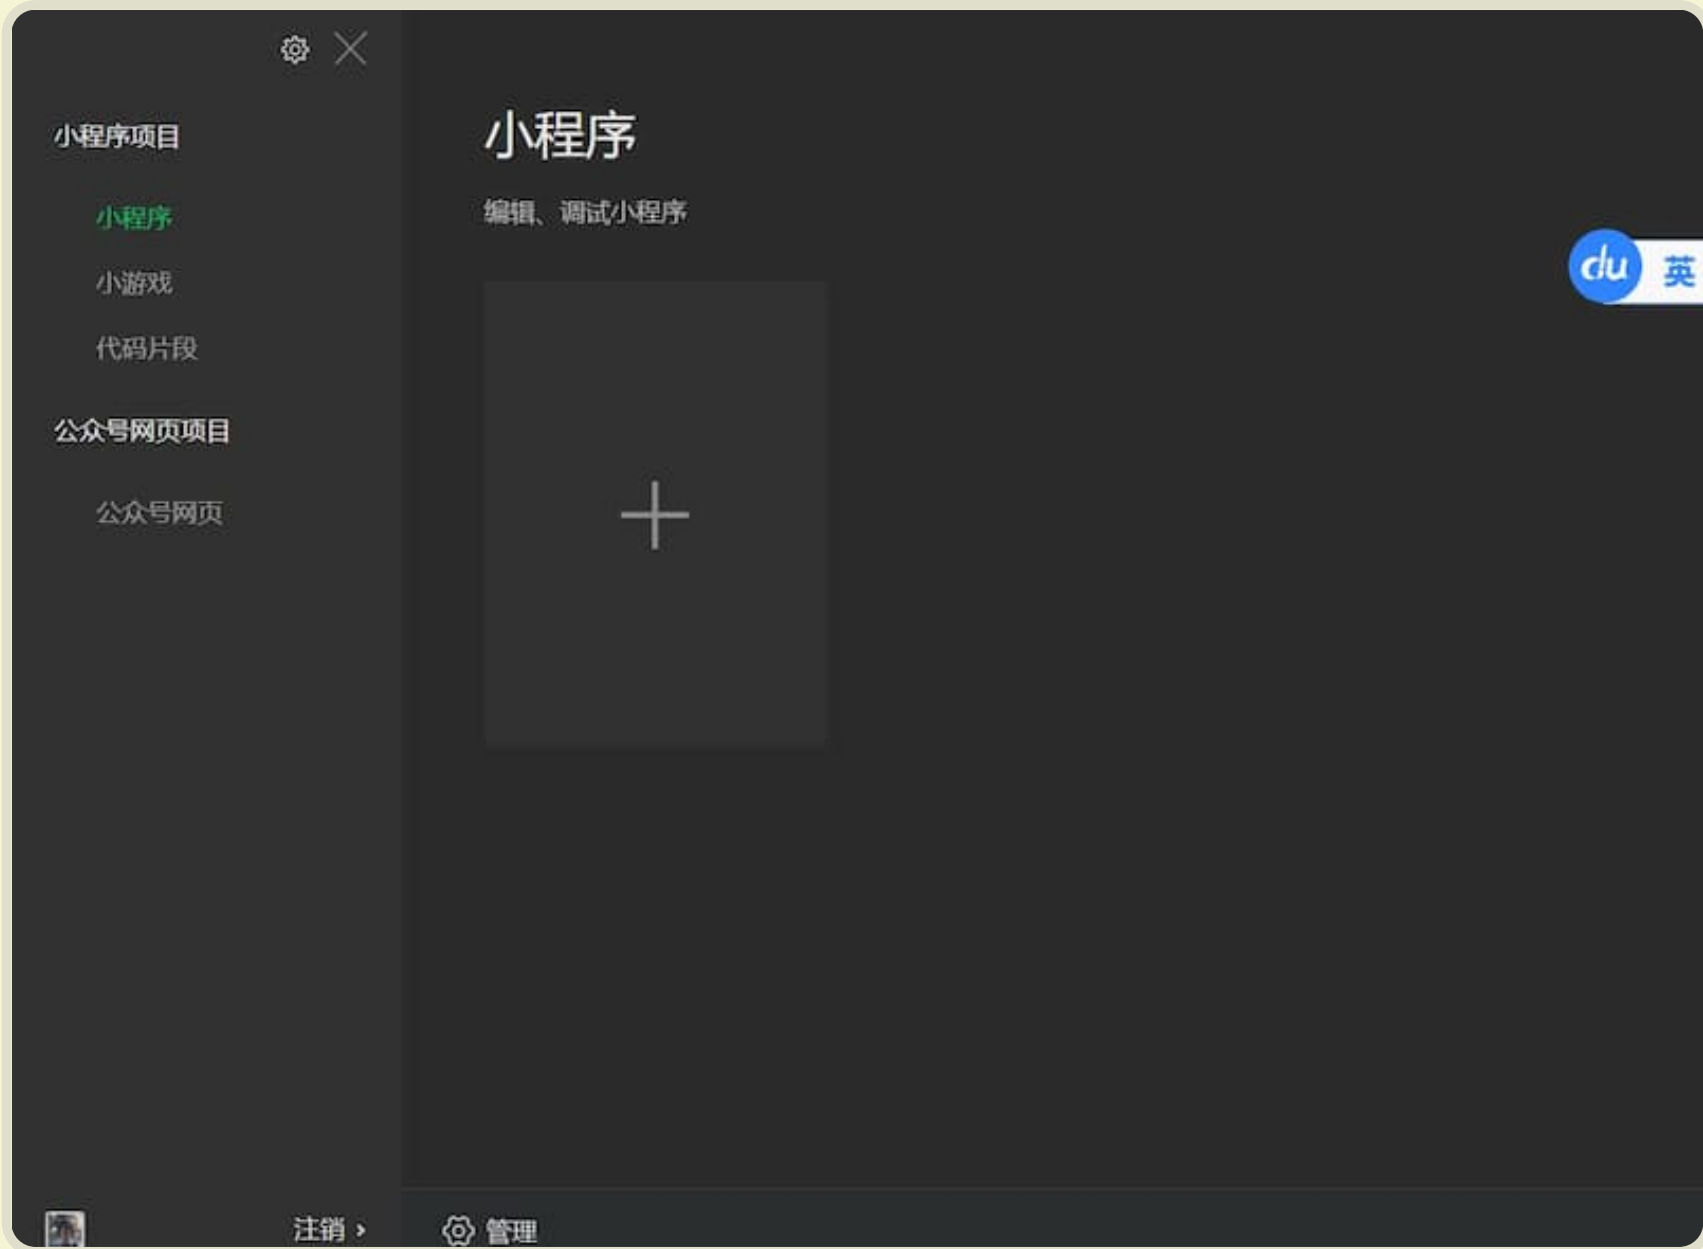 小程序项目
小程序
小游戏
代码片段
公众号网页项目
公众号网页
注销
小程序
编辑、调试小程序
du 英
管理